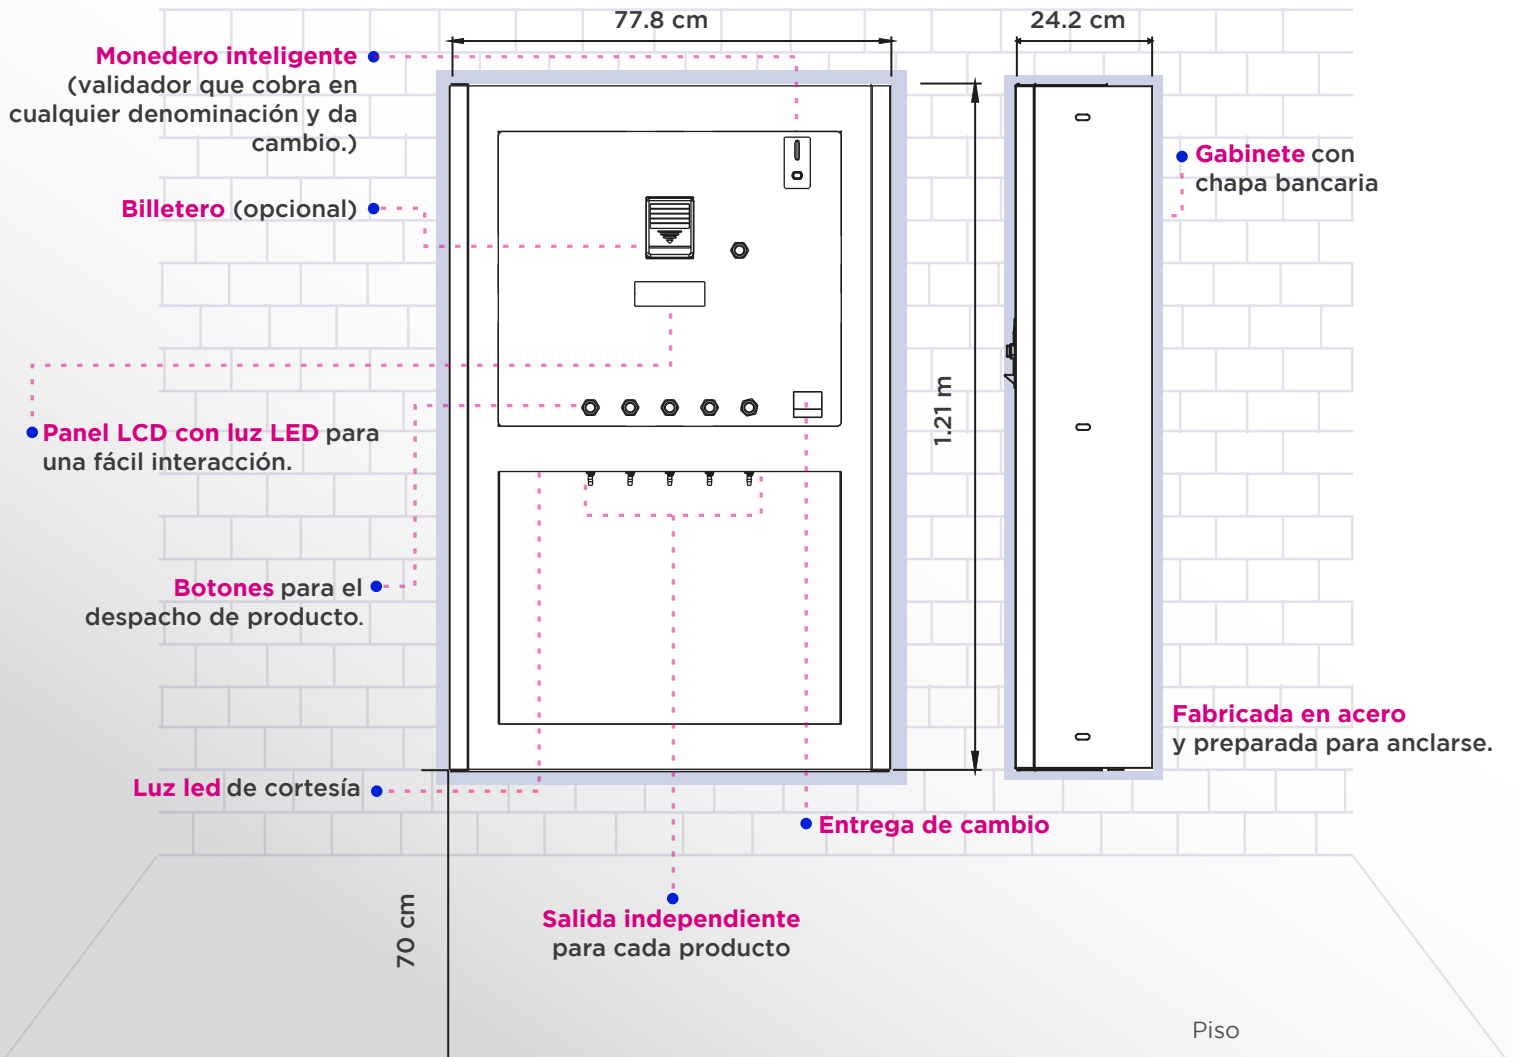 77.8 cm
24.2 cm
Monedero inteligente
(validador que cobra en
cualquier denominación y da
cambio.)
Gabinete con
chapa bancaria
Billetero (opcional)
1.21 m
Panel LCD con luz LED para
una fácil interacción.
Botones para el
despacho de producto.
Fabricada en acero
y preparada para anclarse.
Luz led de cortesía
Entrega de cambio
Salida independiente
para cada producto
70 cm
Piso